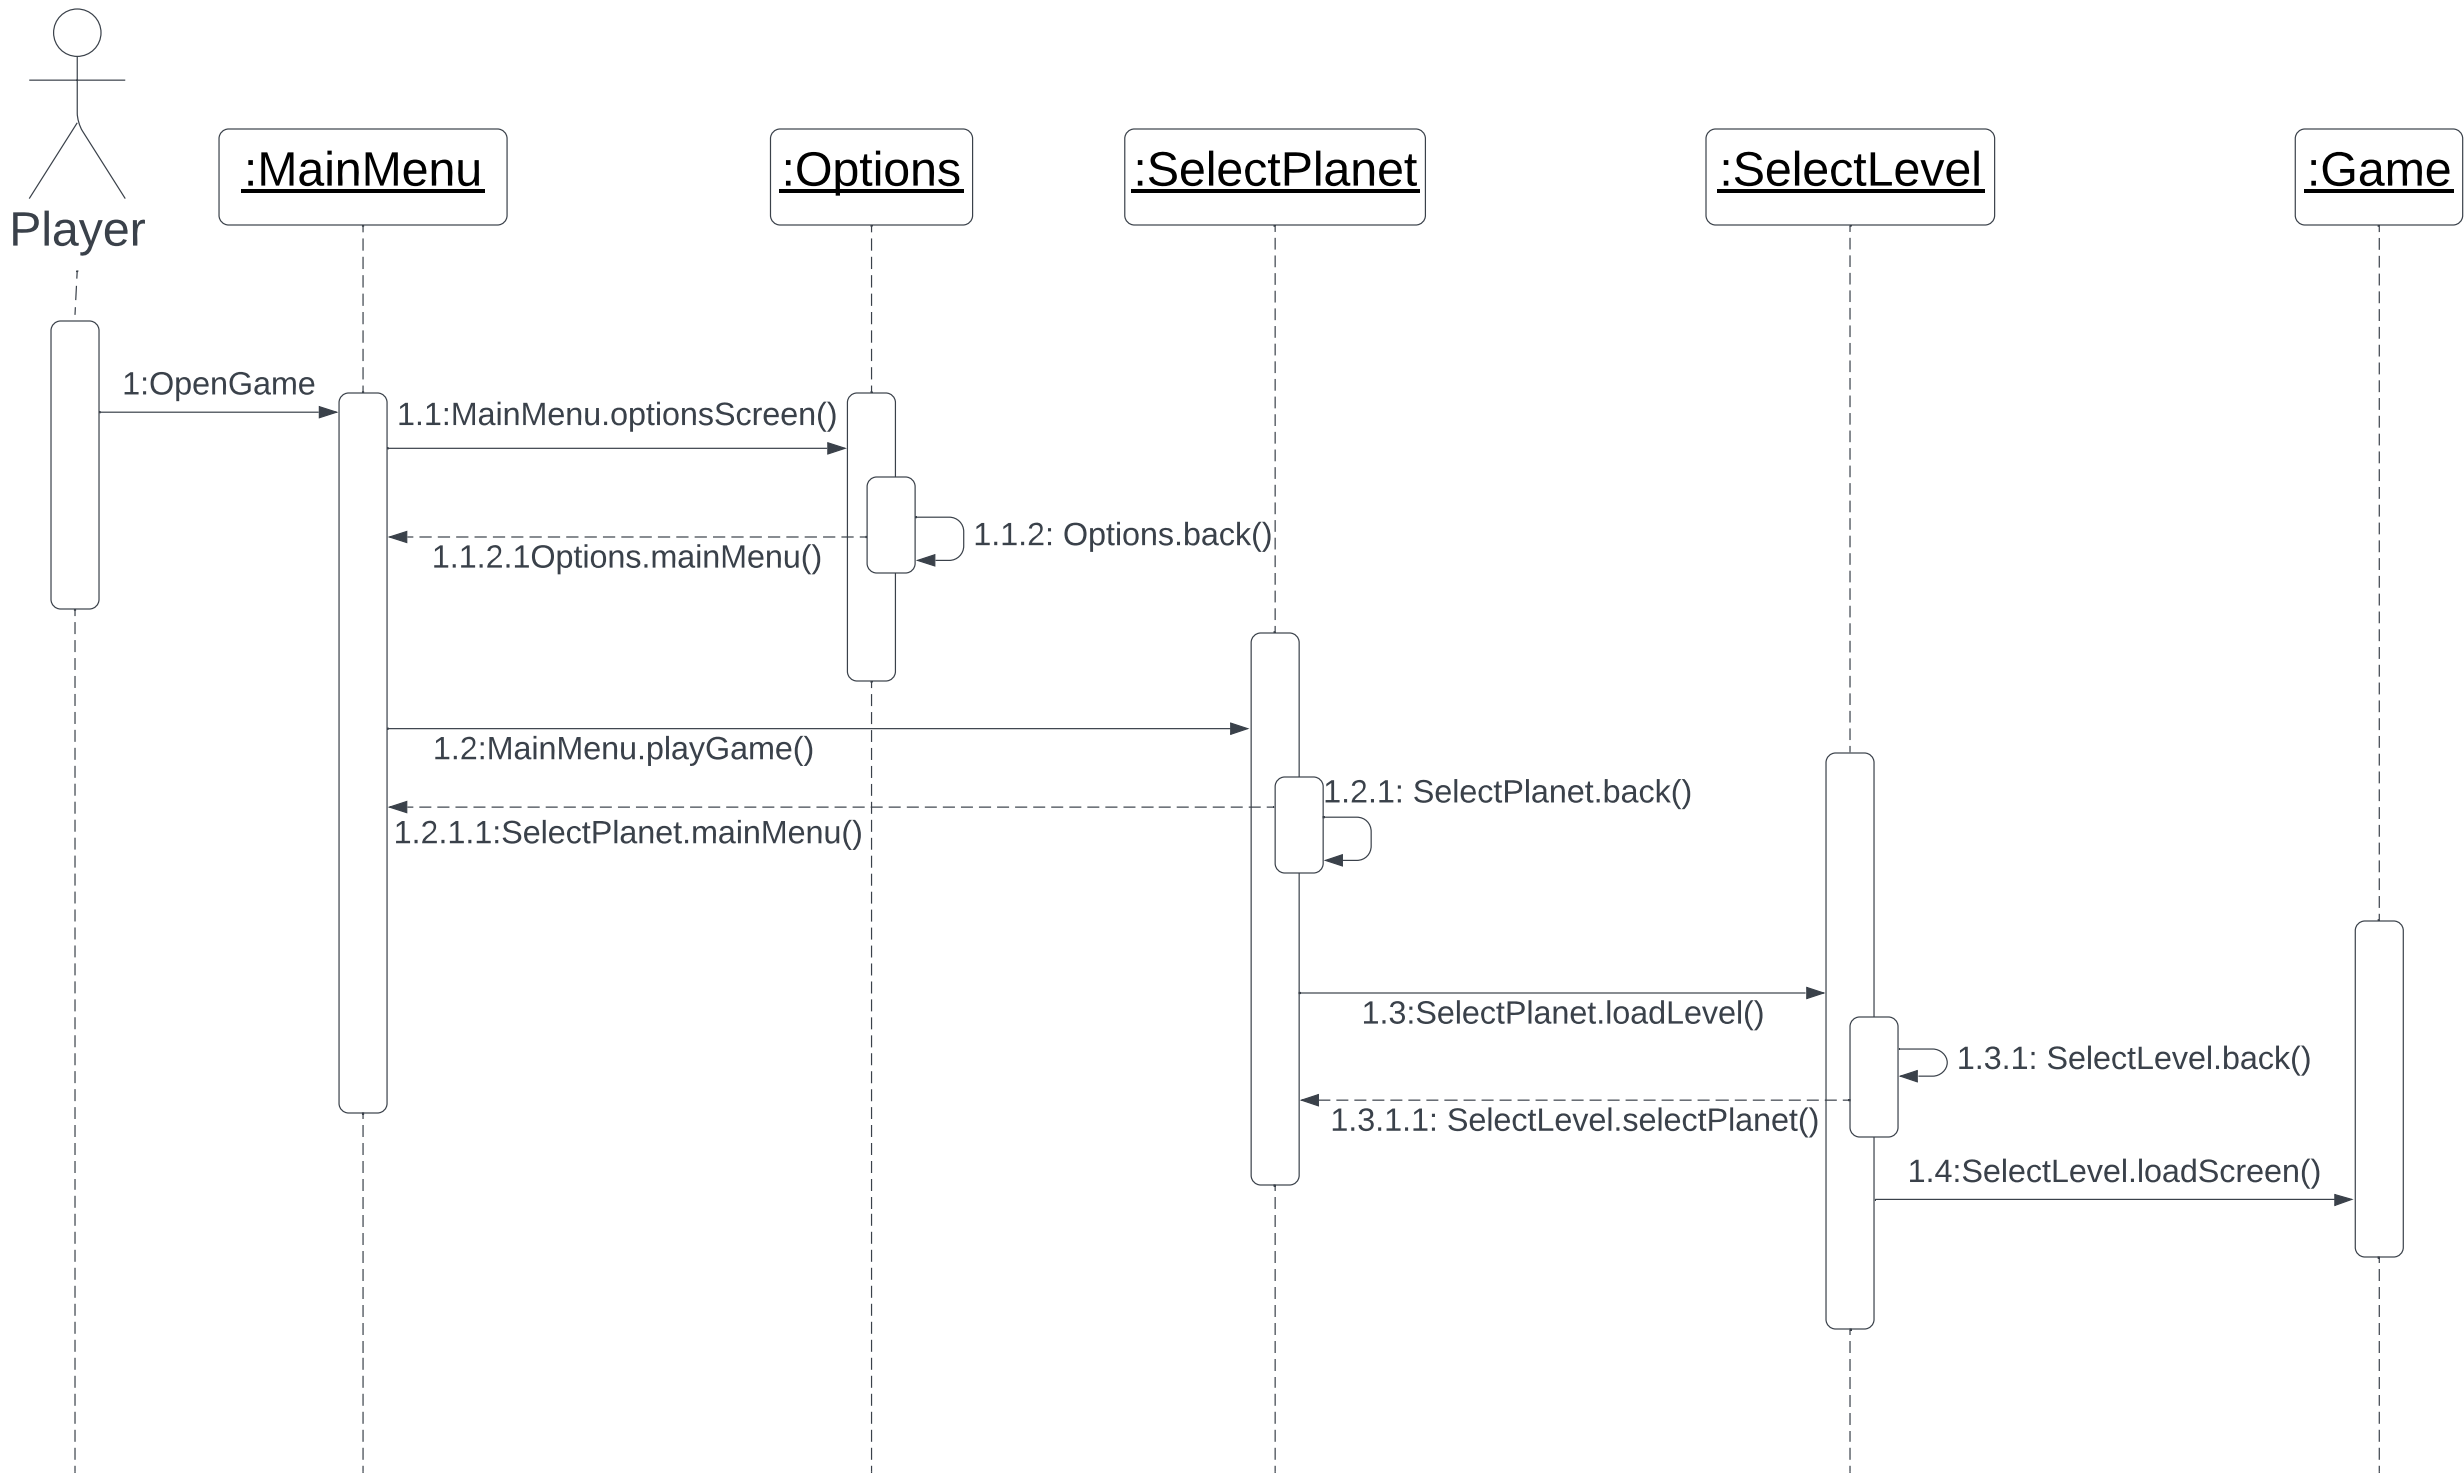 Player
:MainMenu
:Options
:SelectPlanet
:SelectLevel
:Game
1:OpenGame
1.1:MainMenu.optionsScreen()
1.1.2: Options.back()
1.1.2.1Options.mainMenu()
1.2:MainMenu.playGame()
1.2.1: SelectPlanet.back()
1.2.1.1:SelectPlanet.mainMenu()
1.3:SelectPlanet.loadLevel()
1.3.1: SelectLevel.back()
1.3.1.1: SelectLevel.selectPlanet()
1.4:SelectLevel.loadScreen()